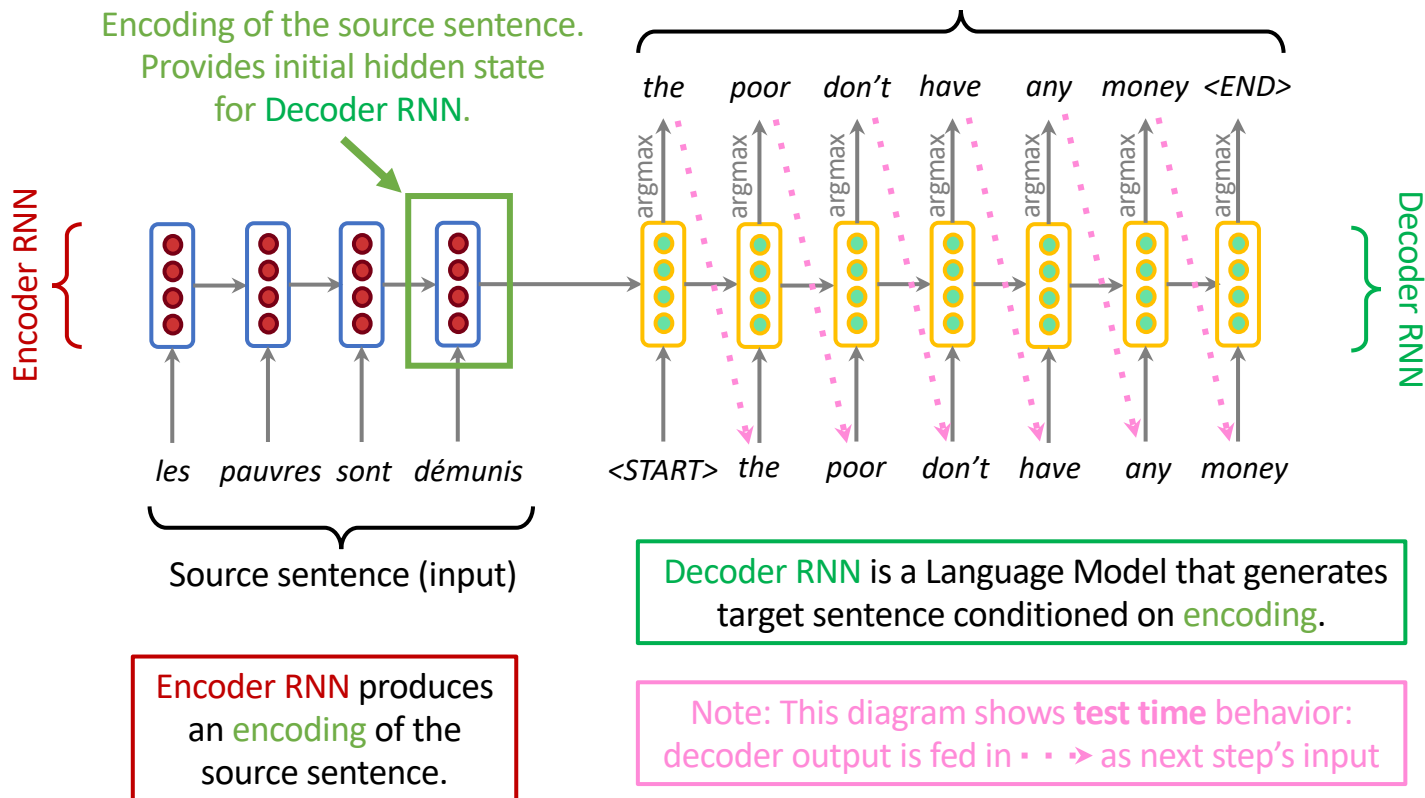 Encoding of the source sentence.
Provides initial hidden state
for Decoder RNN.
the poor don't have any money <END>
argmax argmax argmax argmax argmax argmax argmax
Encoder RNN
Decoder RNN
les pauvres sont démunis
<START> the poor don't have any money
Source sentence (input)
Decoder RNN is a Language Model that generates
target sentence conditioned on encoding.
Encoder RNN produces
an encoding of the
source sentence.
Note: This diagram shows test time behavior:
decoder output is fed in as next step's input